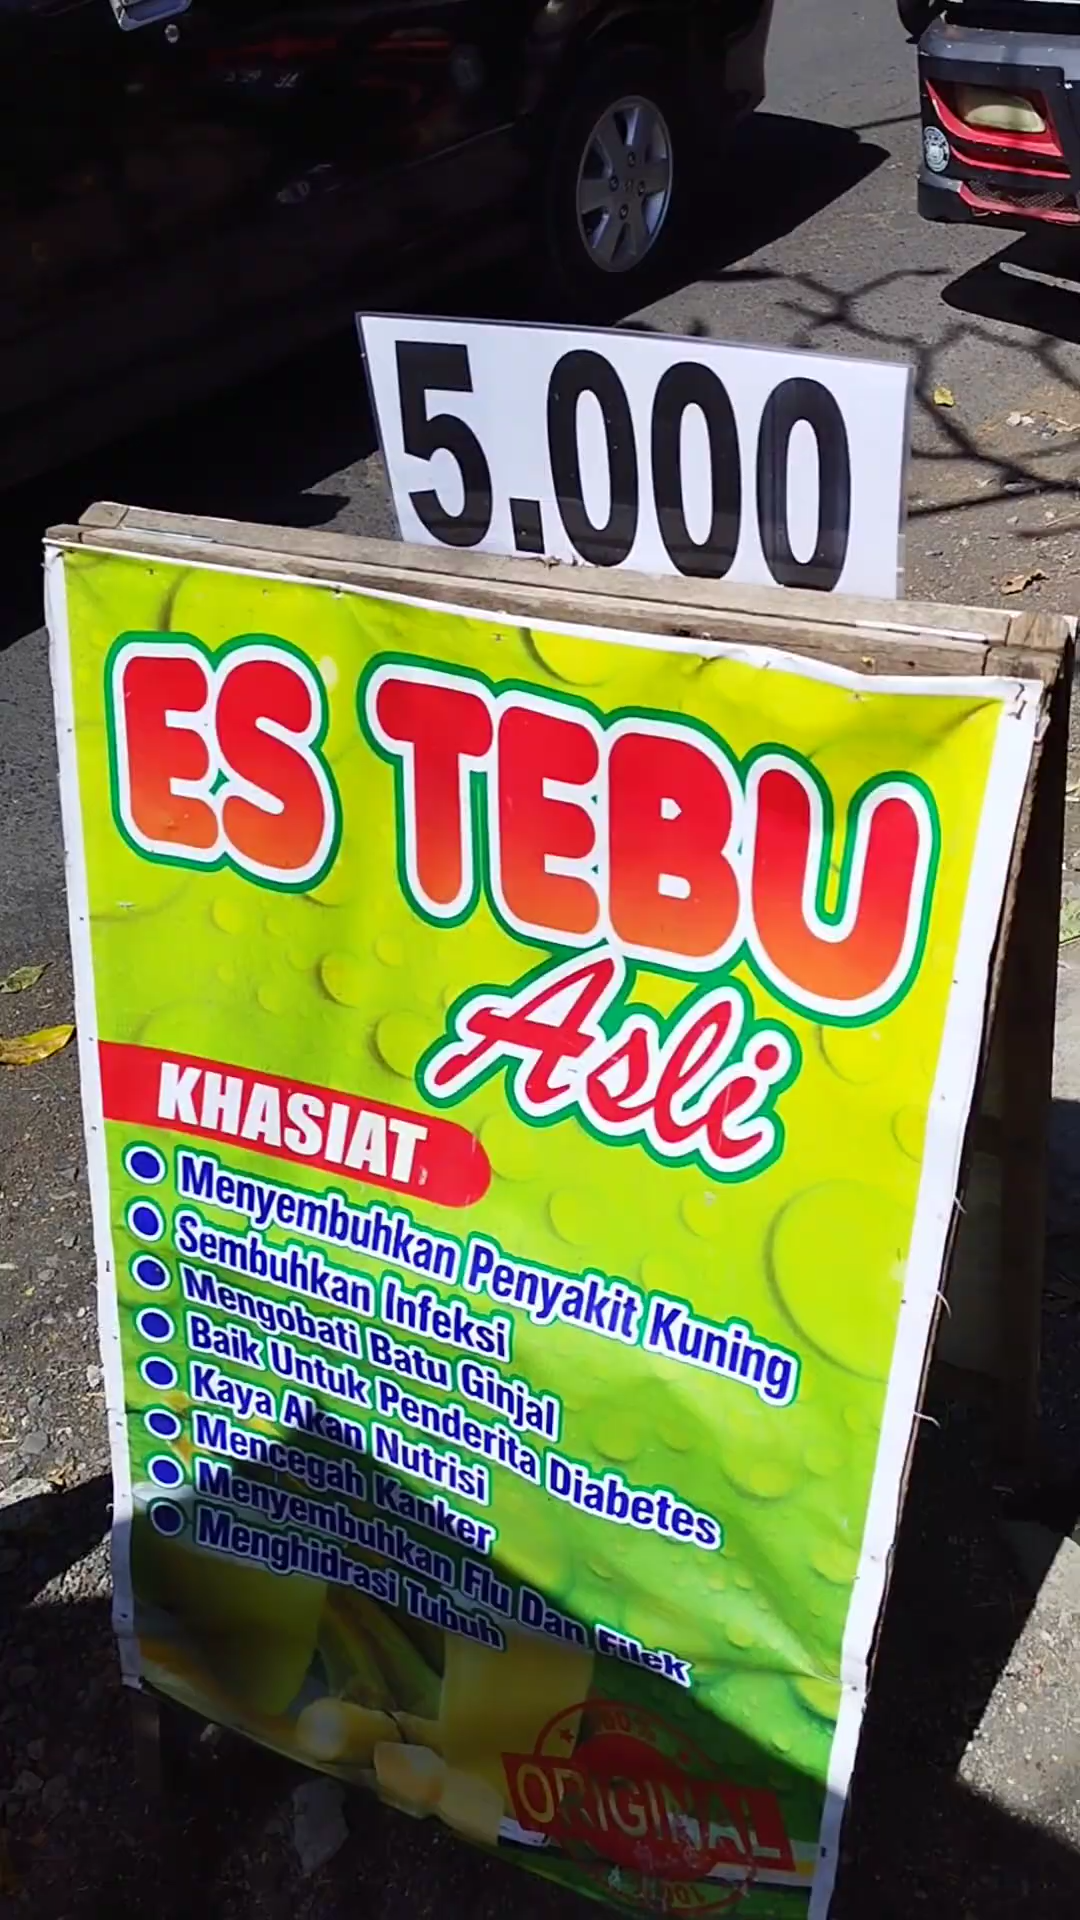 5.000
ES TEBU
Asli
KHASIAT
Menyembuhkan Penyakit Kuning
Sembuhkan Infeksi
Mengobati Batu Ginjal
Baik Untuk Penderita Diabetes
Kaya Akan Nutrisi
Mencegah Kanker
Menyembuhkan Flu Dan Filek
Menghidrasi Tubuh
ORIGINAL